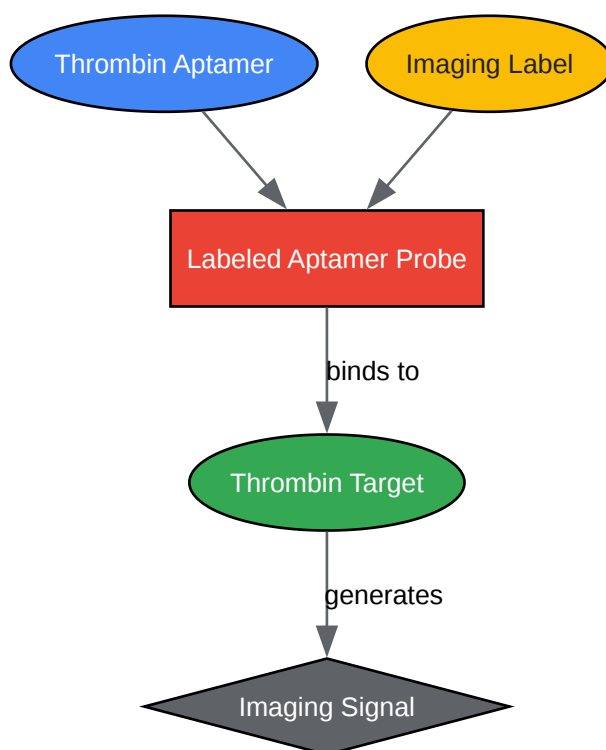 Thrombin Aptamer
Imaging Label
Labeled Aptamer Probe
binds to
Thrombin Target
generates
Imaging Signal